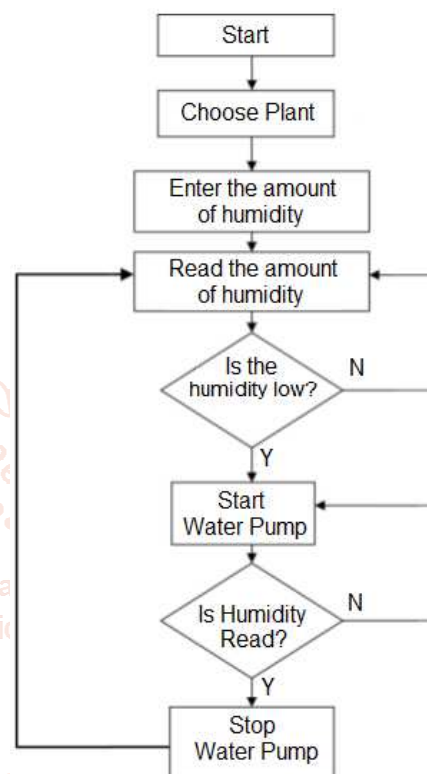 Start
Choose Plant
Enter the amount
of humidity
Read the amount
of humidity
Is the
humidity low?
N
Y
Start
Water Pump
Is Humidity
Read?
N
Y
Stop
Water Pump